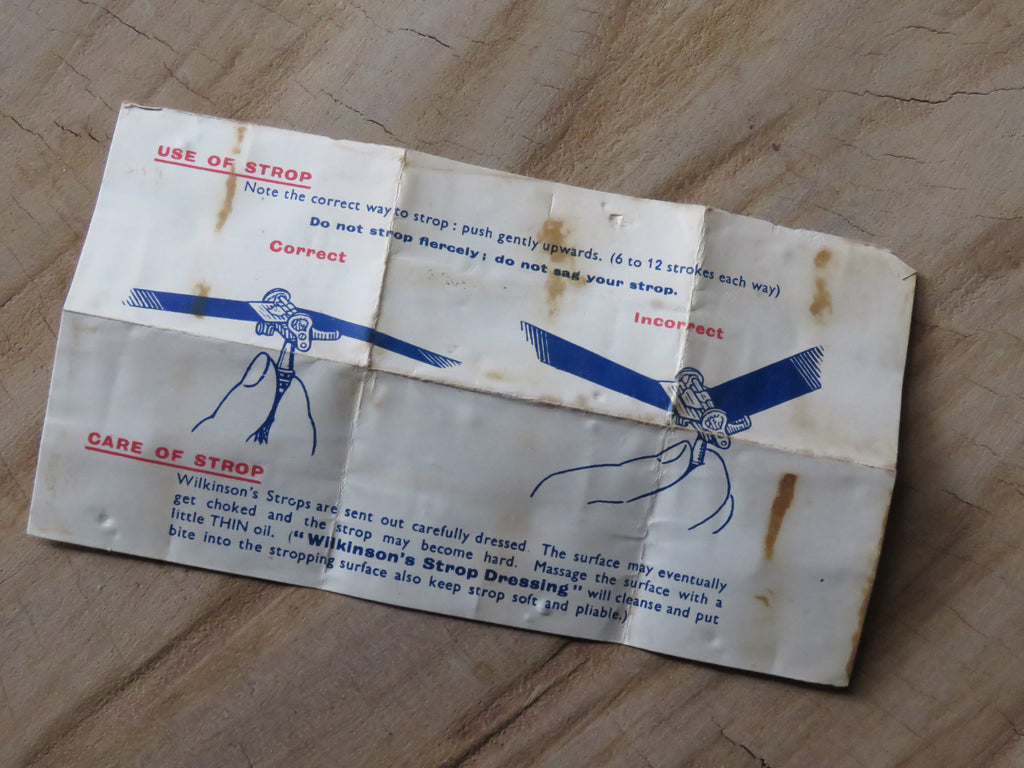 USE OF STROP
Note the correct way to strop : push gently upwards. (6 to 12 strokes each way)
Do not strop fiercely ; do not sag your strop.
Correct
Incorrect
CARE OF STROP
Wilkinson's Strops are sent out carefully dressed. The surface may eventually
get choked and the strop may become hard. Massage the surface with a
little THIN oil. ("Wilkinson's Strop Dressing" will cleanse and put
bite into the stropping surface also keep strop soft and pliable.)